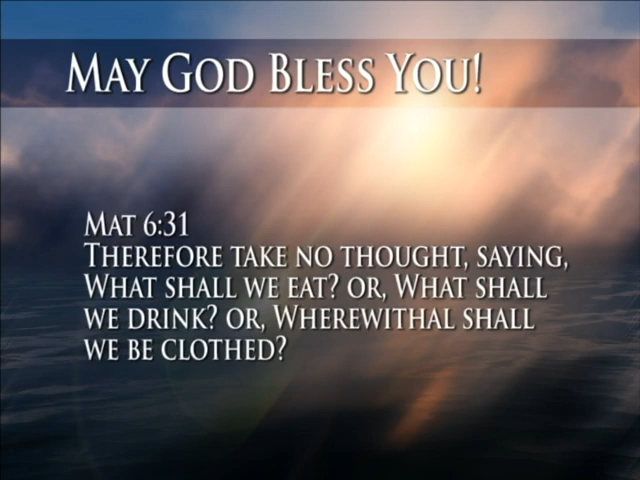 May God Bless You!
Mat 6:31
Therefore take no thought, saying,
What shall we eat? or, What shall
we drink? or, Wherewithal shall
we be clothed?